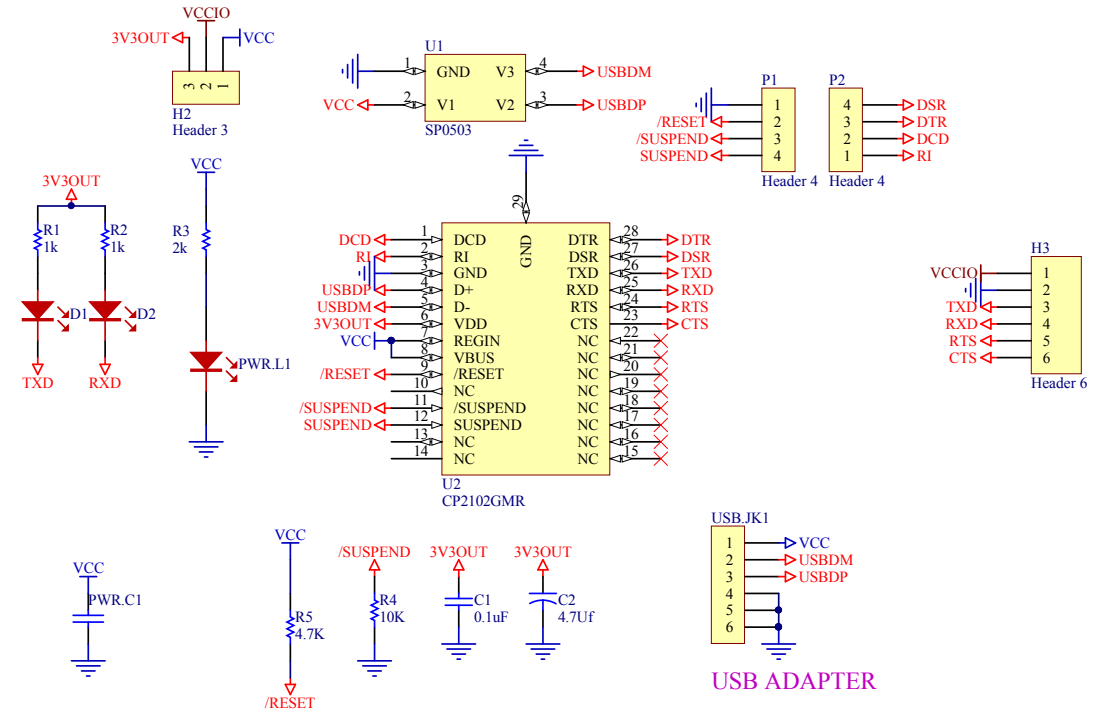 VCCIO
3V3OUT
VCC
3 2 1
H2
Header 3
U1
1 GND V3 4 USBDM
VCC 2 V1 V2 3 USBDP
SP0503
P1
1
/RESET 2
/SUSPEND 3
SUSPEND 4
Header 4
P2
4 DSR
3 DTR
2 DCD
1 RI
Header 4
3V3OUT
R1
1k
R2
1k
D1
D2
TXD
RXD
VCC
R3
2k
PWR.L1
29
GND
DCD 1 DCD DTR 28 DTR
RI 2 RI DSR 27 DSR
3 GND TXD 26 TXD
USBDP 4 D+ RXD 25 RXD
USBDM 5 D- RTS 24 RTS
3V3OUT 6 VDD CTS 23 CTS
VCC 7 REGIN NC 22
8 VBUS NC 21
/RESET 9 /RESET NC 20
10 NC NC 19
/SUSPEND 11 /SUSPEND NC 18
SUSPEND 12 SUSPEND NC 17
13 NC NC 16
14 NC NC 15
U2
CP2102GMR
H3
VCCIO 1
2
TXD 3
RXD 4
RTS 5
CTS 6
Header 6
VCC
PWR.C1
VCC
R5
4.7K
/RESET
/SUSPEND
R4
10K
3V3OUT
C1
0.1uF
3V3OUT
C2
4.7Uf
USB.JK1
1 VCC
2 USBDM
3 USBDP
4
5
6
USB ADAPTER